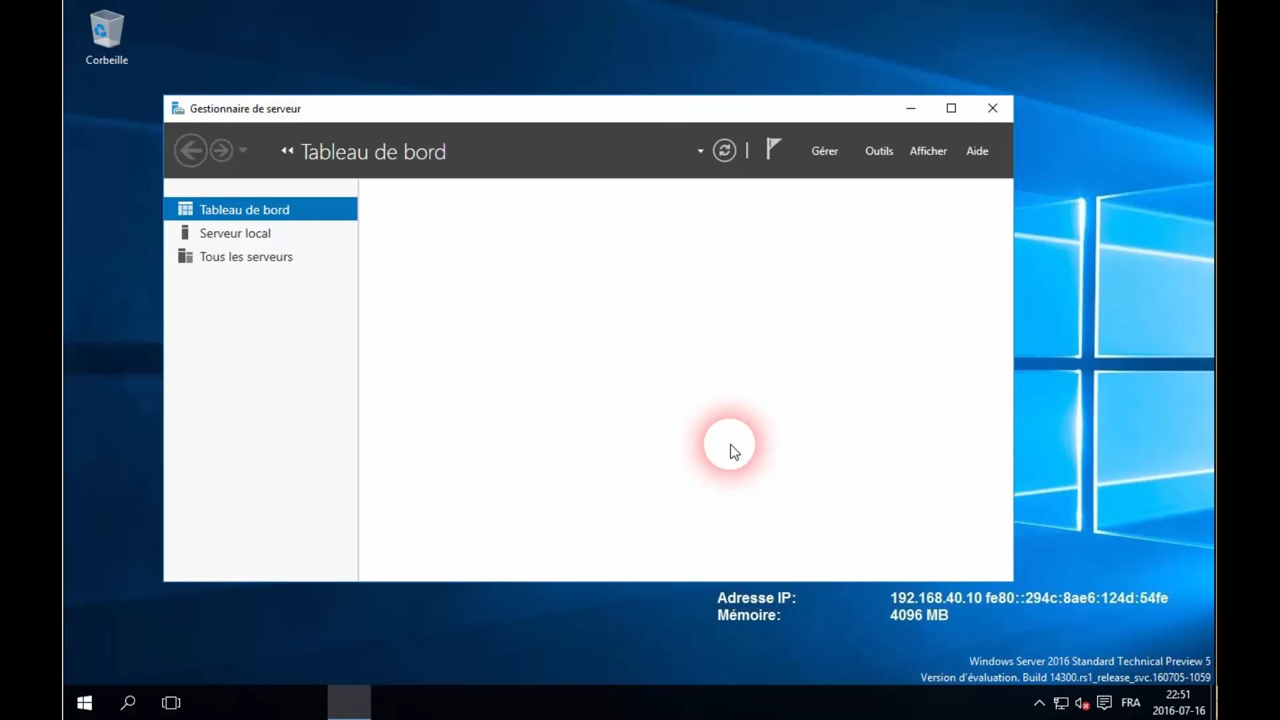 Corbeille
Gestionnaire de serveur
Tableau de bord
Gérer Outils Afficher Aide
Tableau de bord
Serveur local
Tous les serveurs
Adresse IP: 192.168.40.10 fe80::294c:8ae6:124d:54fe
Mémoire: 4096 MB
Windows Server 2016 Standard Technical Preview 5
Version d'évaluation. Build 14300.rs1_release_svc.160705-1059
FRA
22:51
2016-07-16